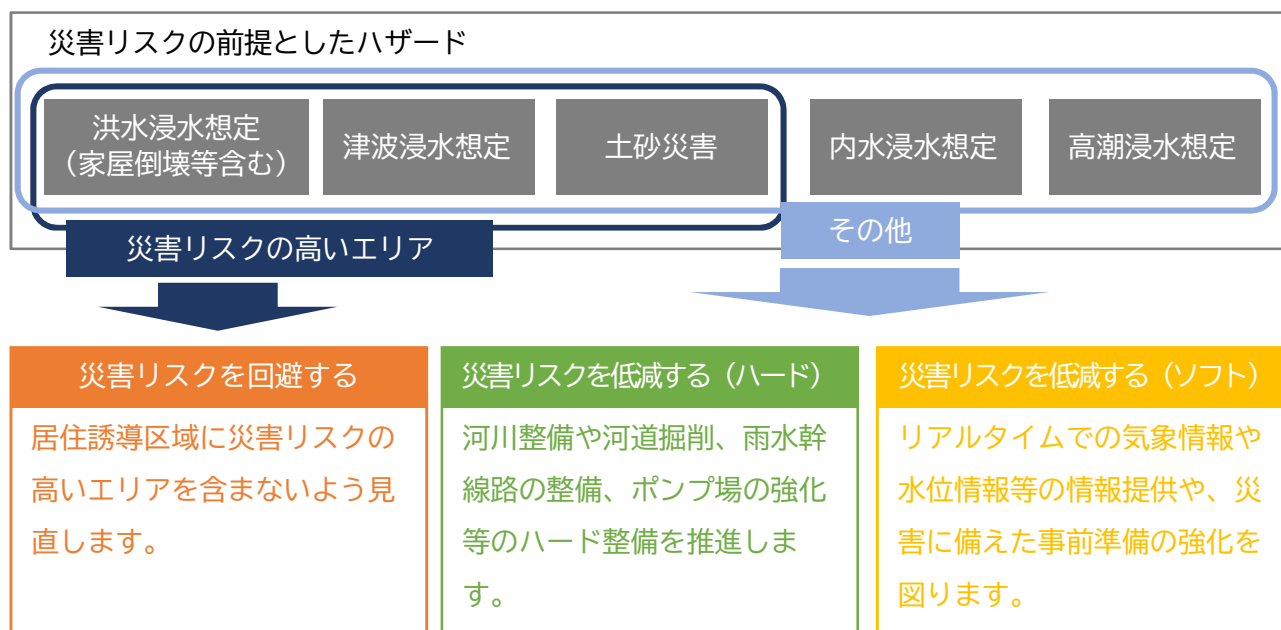 災害リスクの前提としたハザード
洪水浸水想定
（家屋倒壊等含む）
津波浸水想定
土砂災害
内水浸水想定
高潮浸水想定
災害リスクの高いエリア
その他
災害リスクを回避する
居住誘導区域に災害リスクの
高いエリアを含まないよう見
直します。
災害リスクを低減する（ハード）
河川整備や河道掘削、雨水幹
線路の整備、ポンプ場の強化
等のハード整備を推進しま
す。
災害リスクを低減する（ソフト）
リアルタイムでの気象情報や
水位情報等の情報提供や、災
害に備えた事前準備の強化を
図ります。